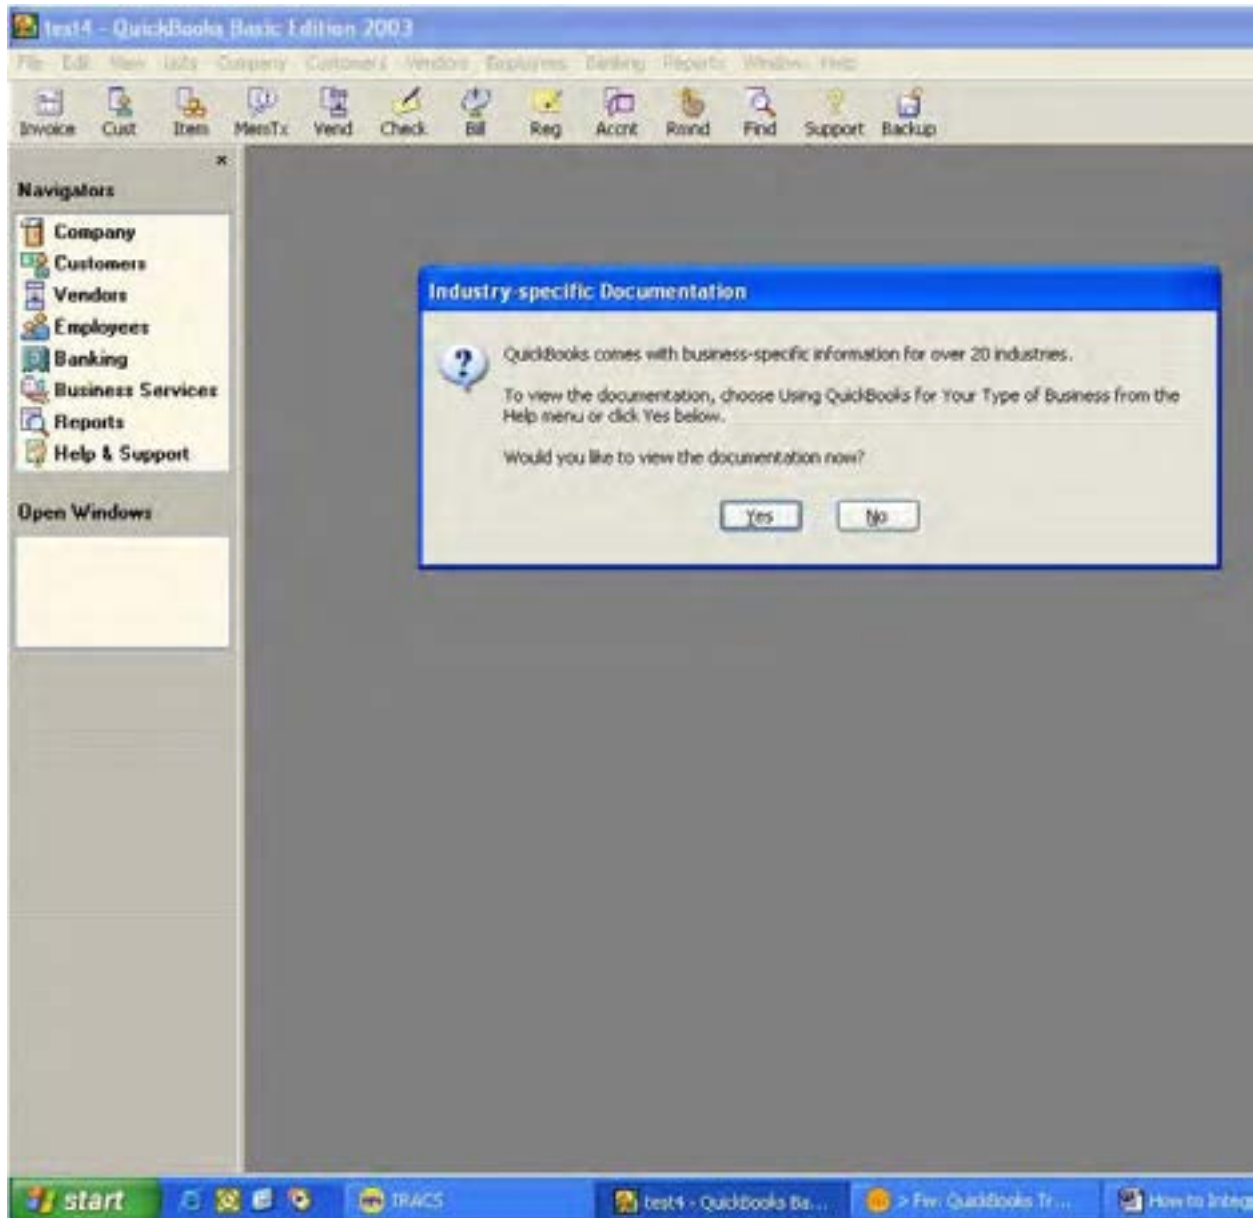 test4 - QuickBooks Basic Edition 2003
File Edit View Lists Company Customers Vendors Employees Banking Reports Window Help
Invoice Cust Item MemTx Vend Check Bill Reg Accnt Rmnd Find Support Backup
Navigators
Company
Customers
Vendors
Employees
Banking
Business Services
Reports
Help & Support
Open Windows
Industry-specific Documentation
QuickBooks comes with business-specific information for over 20 industries.
To view the documentation, choose Using QuickBooks for Your Type of Business from the
Help menu or click Yes below.
Would you like to view the documentation now?
Yes No
start TRACS test4 - QuickBooks Ba... > Fw: QuickBooks Tr... How to Integ